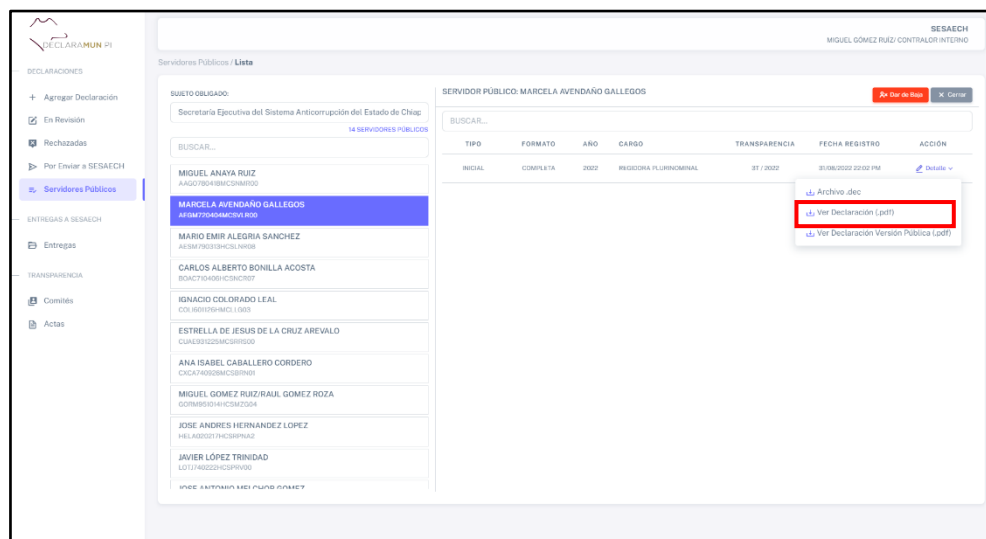 DECLARAMUN PI
SESAECH
MIGUEL GÓMEZ RUÍZ/ CONTRALOR INTERNO
Servidores Públicos / Lista
DECLARACIONES
Agregar Declaración
En Revisión
Rechazadas
Por Enviar a SESAECH
Servidores Públicos
ENTREGAS A SESAECH
Entregas
TRANSPARENCIA
Comités
Actas
SUJETO OBLIGADO:
Secretaría Ejecutiva del Sistema Anticorrupción del Estado de Chiap
14 SERVIDORES PÚBLICOS
BUSCAR...
MIGUEL ANAYA RUIZ
MARCELA AVENDAÑO GALLEGOS
MARIO EMIR ALEGRIA SANCHEZ
CARLOS ALBERTO BONILLA ACOSTA
IGNACIO COLORADO LEAL
ESTRELLA DE JESUS DE LA CRUZ AREVALO
ANA ISABEL CABALLERO CORDERO
MIGUEL GOMEZ RUIZ/RAUL GOMEZ ROZA
JOSE ANDRES HERNANDEZ LOPEZ
JAVIER LÓPEZ TRINIDAD
JOSE ANTONIO MELCHOR GOMEZ
SERVIDOR PÚBLICO: MARCELA AVENDAÑO GALLEGOS
Dar de Baja
Cerrar
BUSCAR...
TIPO FORMATO AÑO CARGO TRANSPARENCIA FECHA REGISTRO ACCIÓN
INICIAL COMPLETA 2022 REGIDORA PLURINOMINAL 3T / 2022 31/08/2022 22:02 PM Detalle
Archivo .dec
Ver Declaración (.pdf)
Ver Declaración Versión Pública (.pdf)